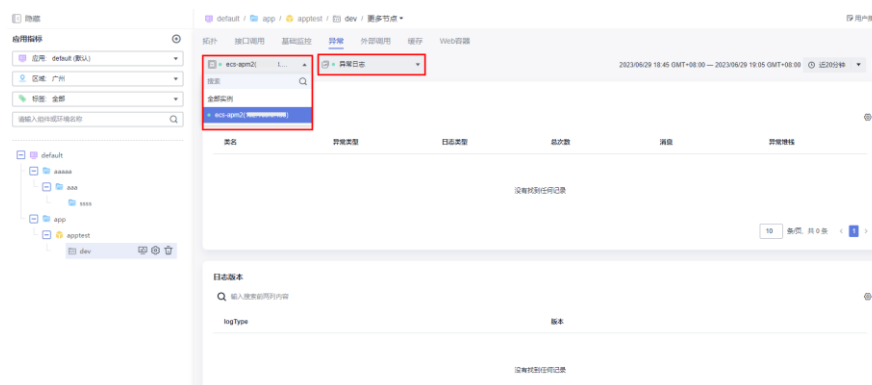 隐藏
default / app / apptest / dev / 更多节点
应用指标
拓扑 接口调用 基础监控 异常 外部调用 缓存 Web容器
应用: default (默认)
ecs-apm2(
异常日志
2023/06/29 18:45 GMT+08:00 — 2023/06/29 19:05 GMT+08:00 近20分钟
区域: 广州
搜索
标签: 全部
全部实例
请输入组件或环境名称
ecs-apm2(
类名 异常类型 日志类型 总次数 消息 异常堆栈
default
aaaaa
aaa
没有找到任何记录
ssss
app
apptest
10 条/页, 共 0 条 < 1 >
dev
日志版本
输入搜索前两列内容
logType 版本
没有找到任何记录